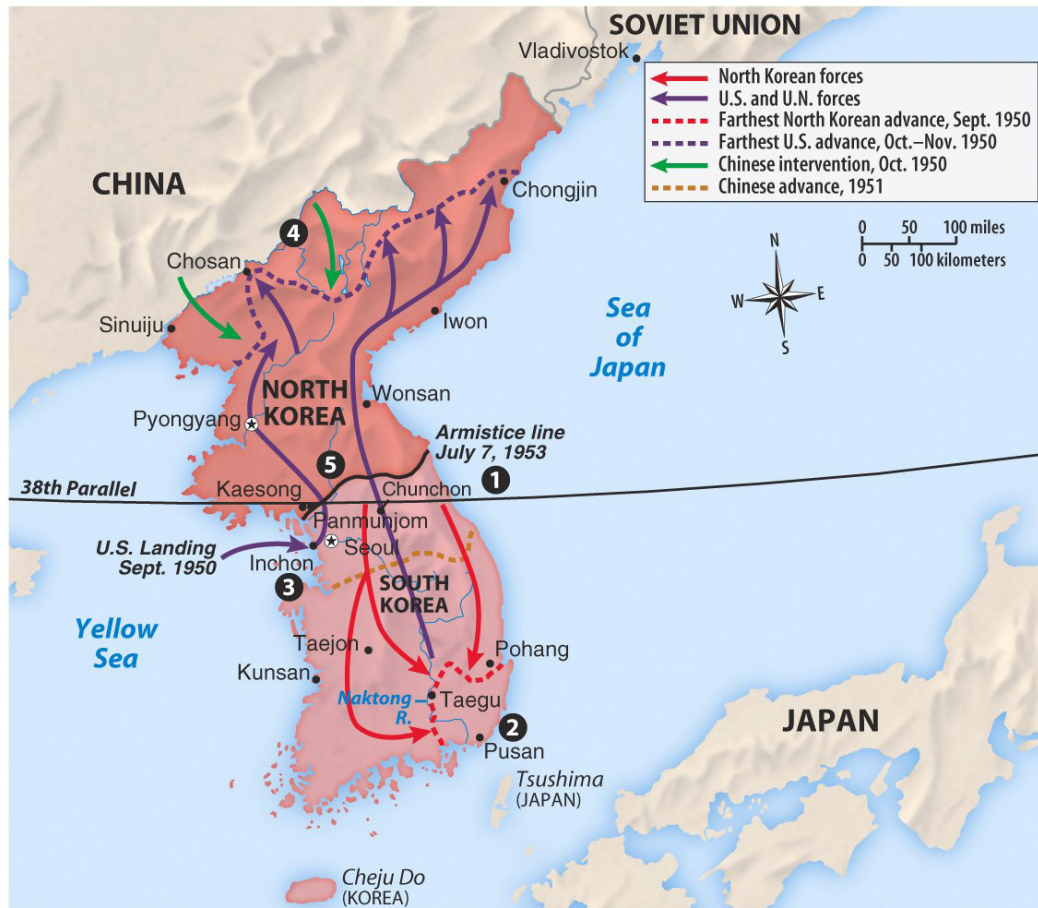 SOVIET UNION
Vladivostok
North Korean forces
U.S. and U.N. forces
Farthest North Korean advance, Sept. 1950
Farthest U.S. advance, Oct.–Nov. 1950
Chinese intervention, Oct. 1950
Chinese advance, 1951
CHINA
Chongjin
4
0 50 100 miles
0 50 100 kilometers
Chosan
N
W E
S
Sinuiju
Iwon
Sea
of
Japan
NORTH
KOREA
Wonsan
Pyongyang
Armistice line
July 7, 1953
5
1
38th Parallel
Kaesong
Chunchon
Panmunjom
U.S. Landing
Sept. 1950
Seoul
Inchon
3
SOUTH
KOREA
Yellow
Sea
Taejon
Pohang
Kunsan
Naktong
R.
Taegu
2
Pusan
JAPAN
Tsushima
(JAPAN)
Cheju Do
(KOREA)